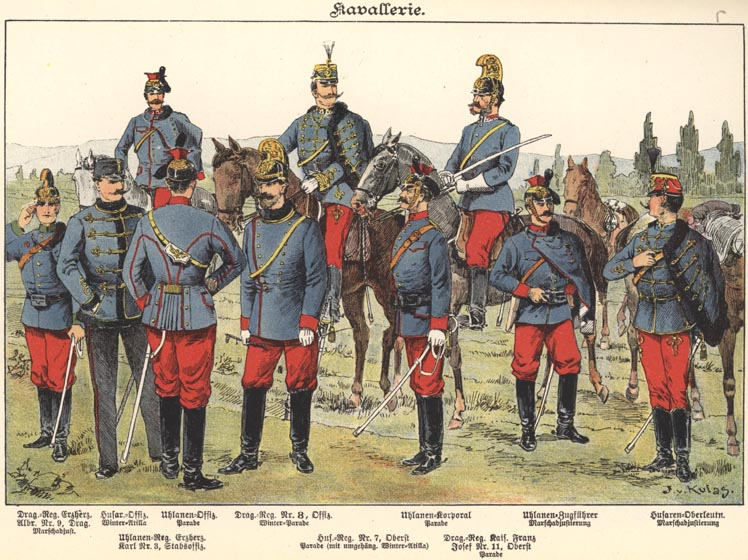 Kavallerie.
J. v. Kulas.
Drag.-Reg. Erzherz. Albr. Nr. 9, Drag.
Marschadjust.
Husar.-Offiz.
Winter-Attila
Uhlanen-Offiz.
Parade
Drag.-Reg. Nr. 8, Offiz.
Winter-Parade
Uhlanen-Korporal
Parade
Uhlanen-Zugsführer
Marschadjustierung
Husaren-Oberleutn.
Marschadjustierung
Uhlanen-Reg. Erzherz.
Karl Nr. 3, Stabsoffiz.
Hus.-Reg. Nr. 7, Oberst
Parade (mit umgehäng. Winter-Attila)
Drag.-Reg. Kais. Franz
Josef Nr. 11, Oberst
Parade